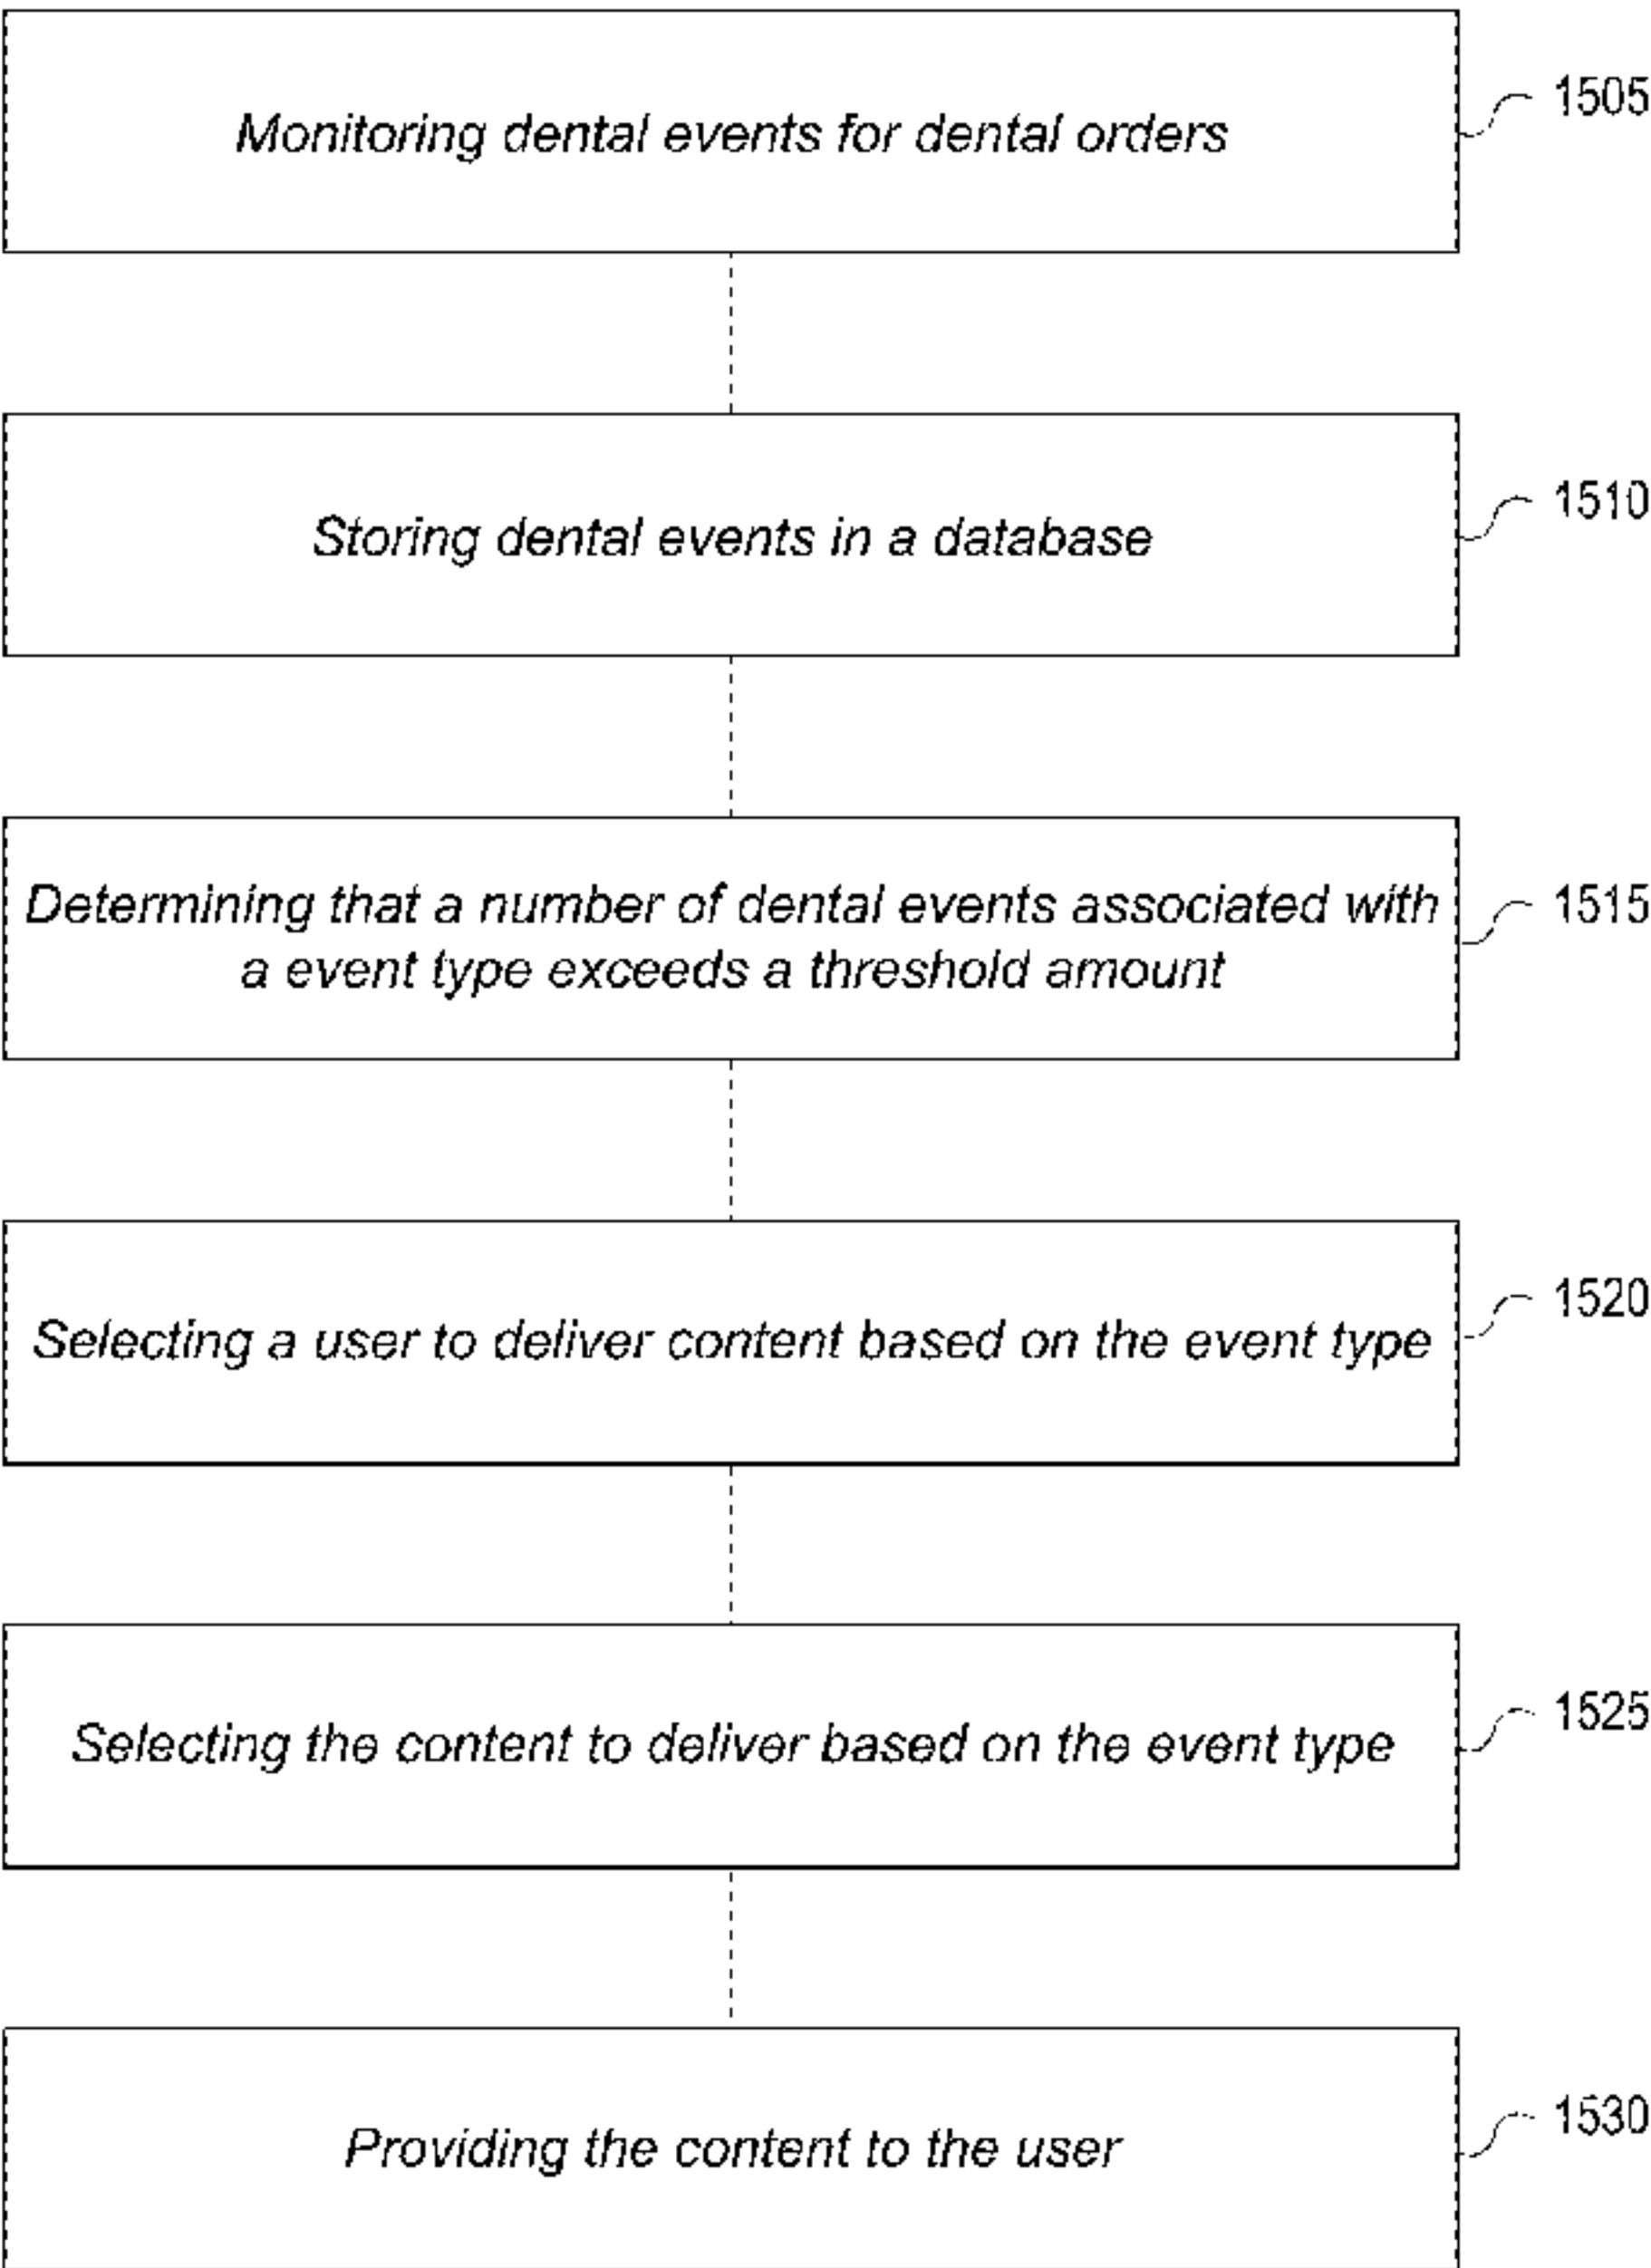 Monitoring dental events for dental orders
1505
Storing dental events in a database
1510
Determining that a number of dental events associated with
a event type exceeds a threshold amount
1515
Selecting a user to deliver content based on the event type
1520
Selecting the content to deliver based on the event type
1525
Providing the content to the user
1530